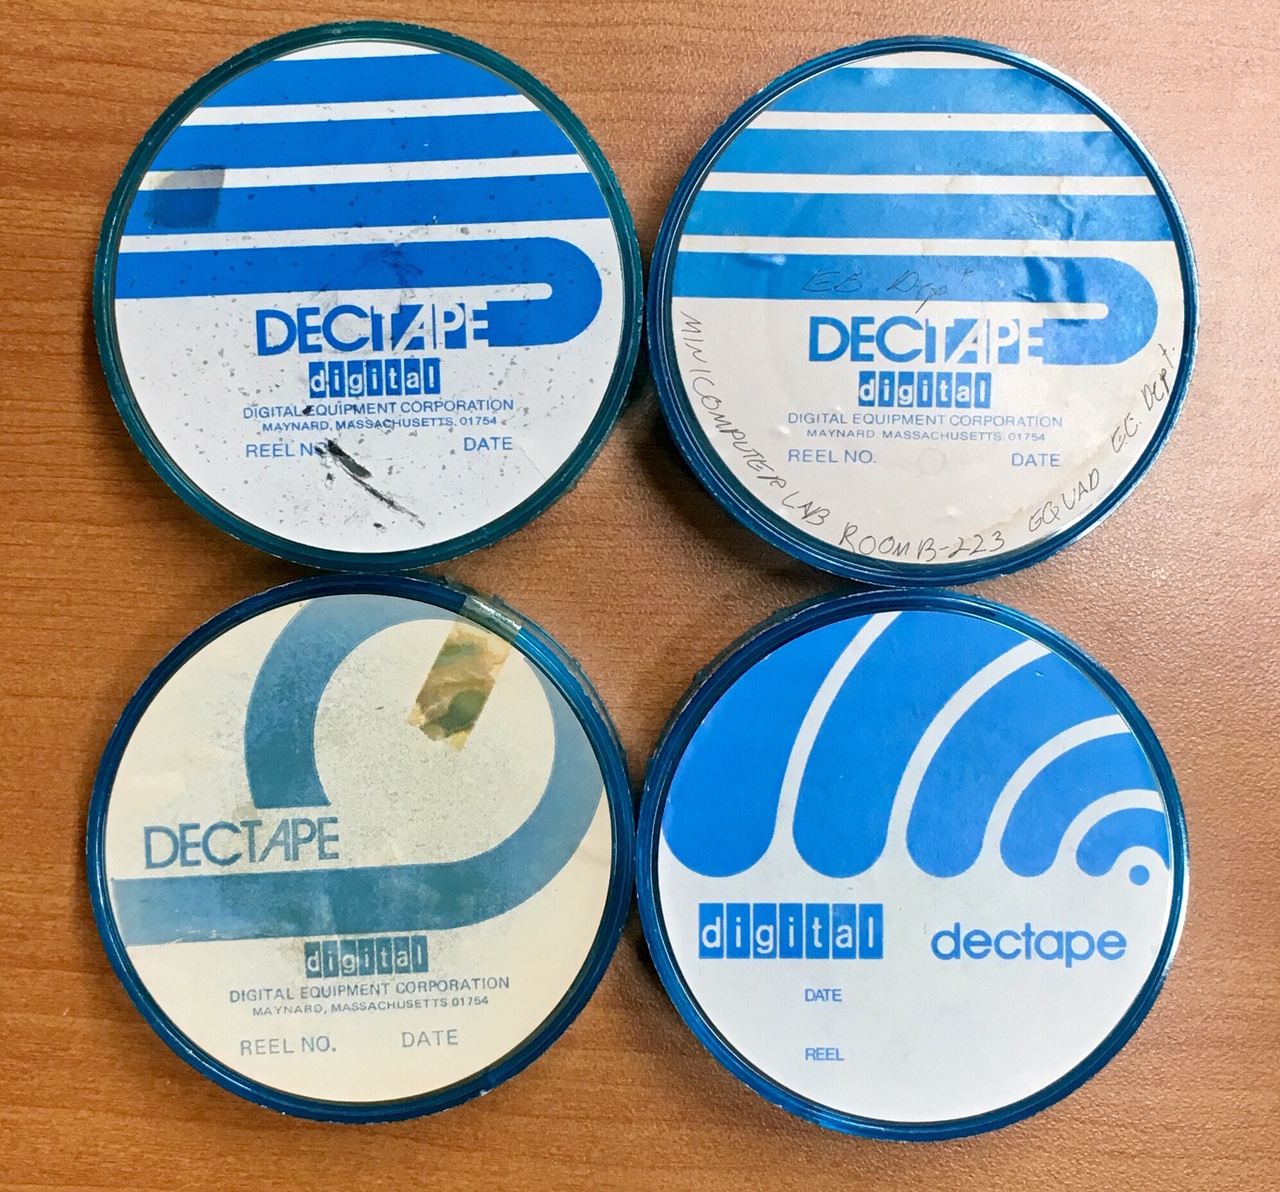 DECTAPE
digital
DIGITAL EQUIPMENT CORPORATION
MAYNARD, MASSACHUSETTS. 01754
REEL NO. DATE
EE Dep't
DECTAPE
digital
DIGITAL EQUIPMENT CORPORATION
MAYNARD MASSACHUSETTS 01754
REEL NO. DATE
MINICOMPUTER LAB ROOM B-223 EQUAD EE Dept.
DECTAPE
digital
DIGITAL EQUIPMENT CORPORATION
MAYNARD, MASSACHUSETTS 01754
REEL NO. DATE
digital dectape
DATE
REEL